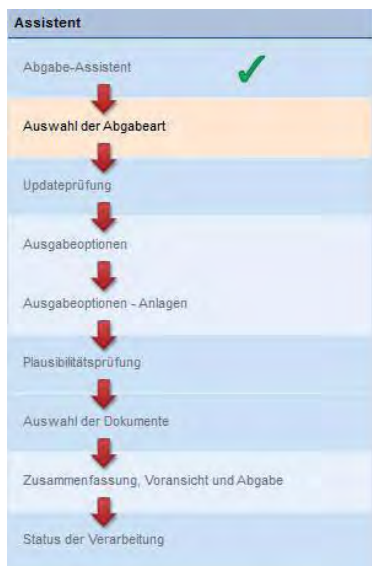 Assistent
Abgabe-Assistent
Auswahl der Abgabeart
Updateprüfung
Ausgabeoptionen
Ausgabeoptionen - Anlagen
Plausibilitätsprüfung
Auswahl der Dokumente
Zusammenfassung, Voransicht und Abgabe
Status der Verarbeitung